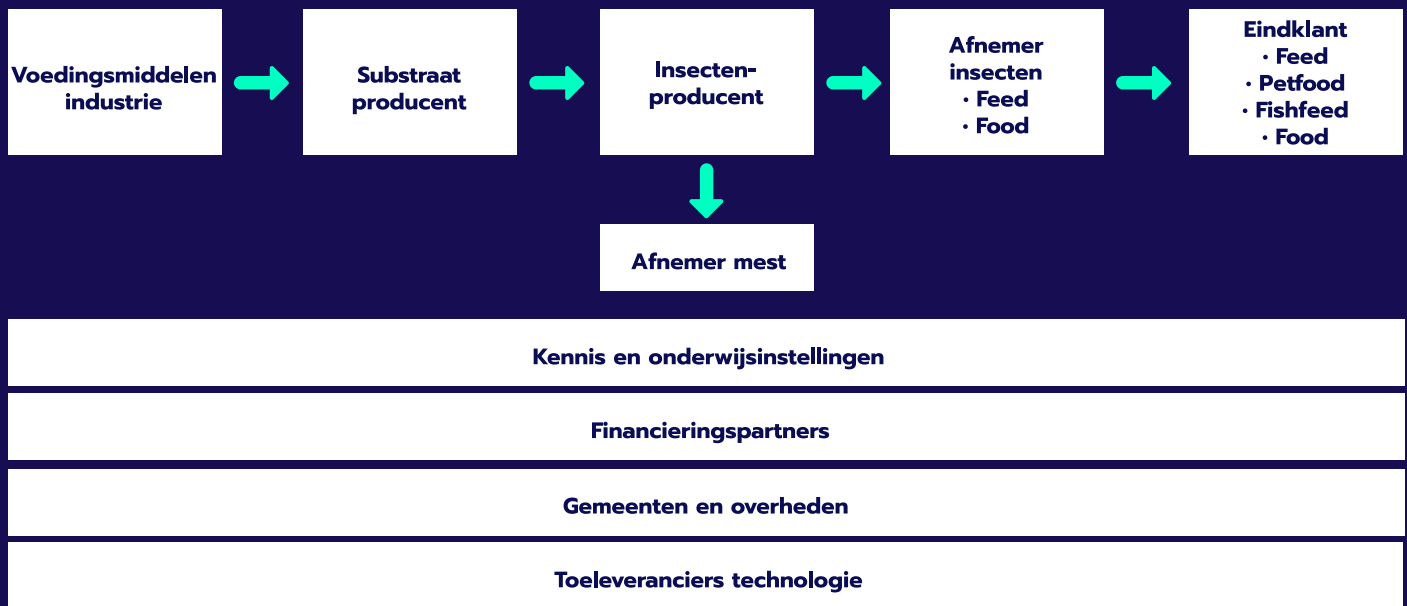 Voedingsmiddelen
industrie
Substraat
producent
Insecten-
producent
Afnemer
insecten
• Feed
• Food
Eindklant
• Feed
• Petfood
• Fishfeed
• Food
Afnemer mest
Kennis en onderwijsinstellingen
Financieringspartners
Gemeenten en overheden
Toeleveranciers technologie